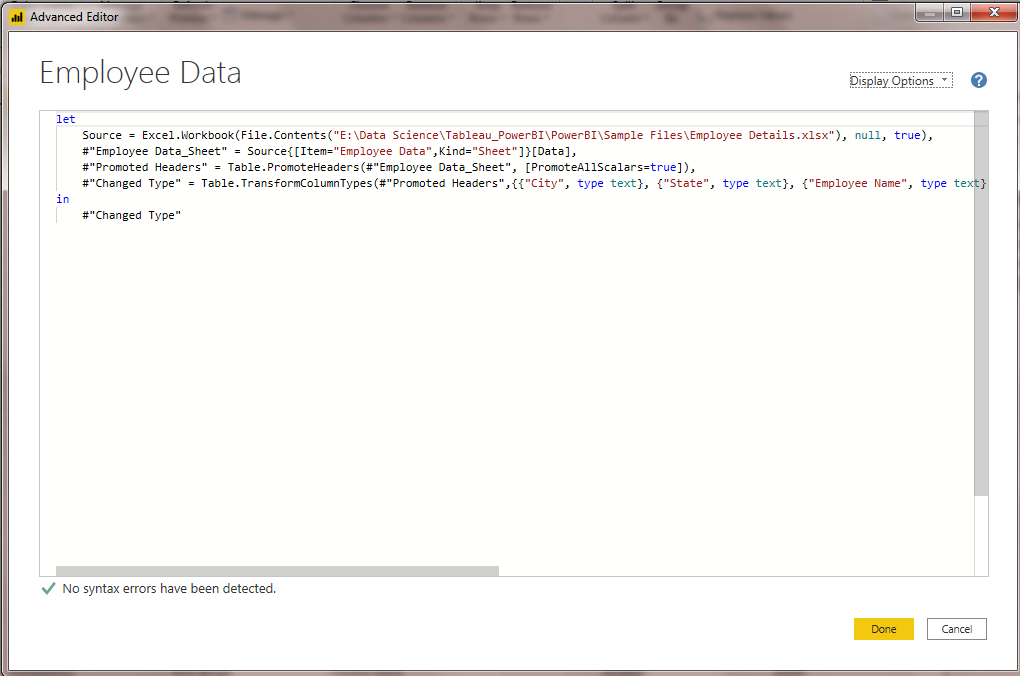 Advanced Editor
Employee Data
Display Options
?
let
Source = Excel.Workbook(File.Contents("E:\Data Science\Tableau_PowerBI\PowerBI\Sample Files\Employee Details.xlsx"), null, true),
#"Employee Data_Sheet" = Source{[Item="Employee Data",Kind="Sheet"]}[Data],
#"Promoted Headers" = Table.PromoteHeaders(#"Employee Data_Sheet", [PromoteAllScalars=true]),
#"Changed Type" = Table.TransformColumnTypes(#"Promoted Headers",{{"City", type text}, {"State", type text}, {"Employee Name", type text}
in
#"Changed Type"
No syntax errors have been detected.
Done
Cancel